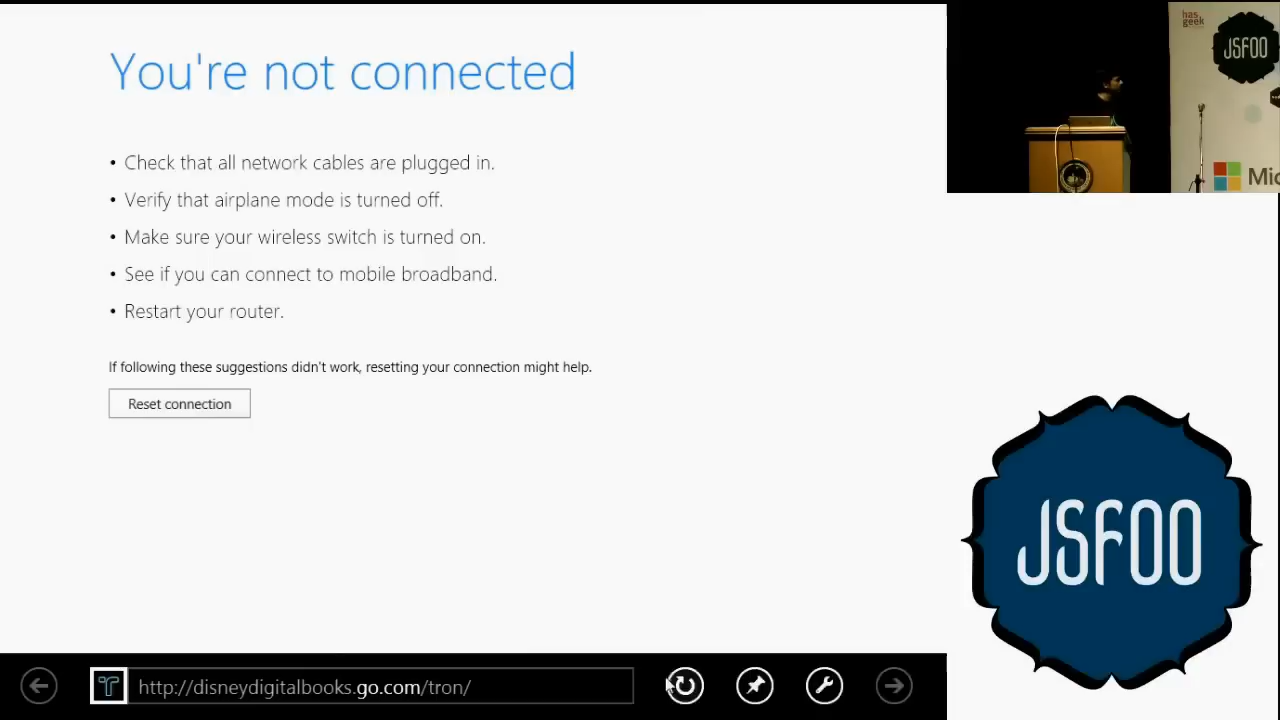 You're not connected
• Check that all network cables are plugged in.
• Verify that airplane mode is turned off.
• Make sure your wireless switch is turned on.
• See if you can connect to mobile broadband.
• Restart your router.
If following these suggestions didn't work, resetting your connection might help.
Reset connection
http://disneydigitalbooks.go.com/tron/
has
geek
JSFOO
Mic
JSFOO